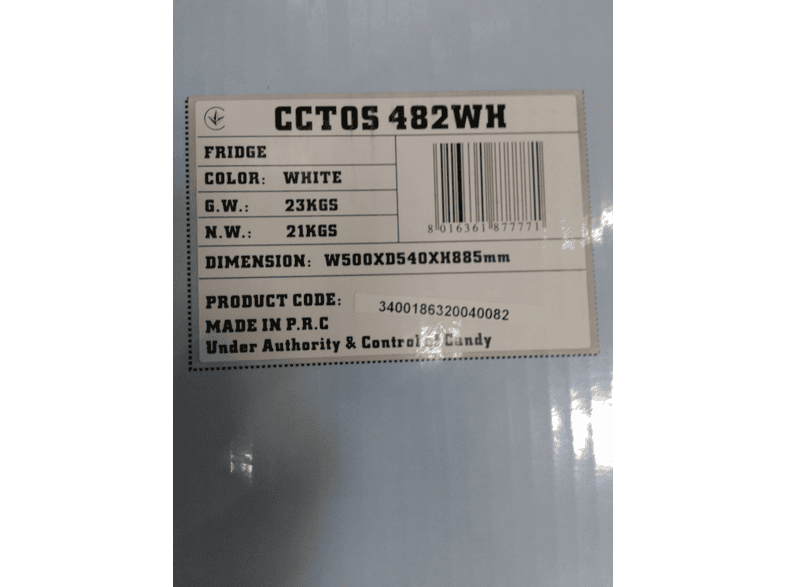 CCTOS 482WH
FRIDGE
COLOR: WHITE
G.W.: 23KGS
N.W.: 21KGS
8 016361 877771
DIMENSION: W500XD540XH885mm
PRODUCT CODE: 3400186320040082
MADE IN P.R.C
Under Authority & Control of Candy